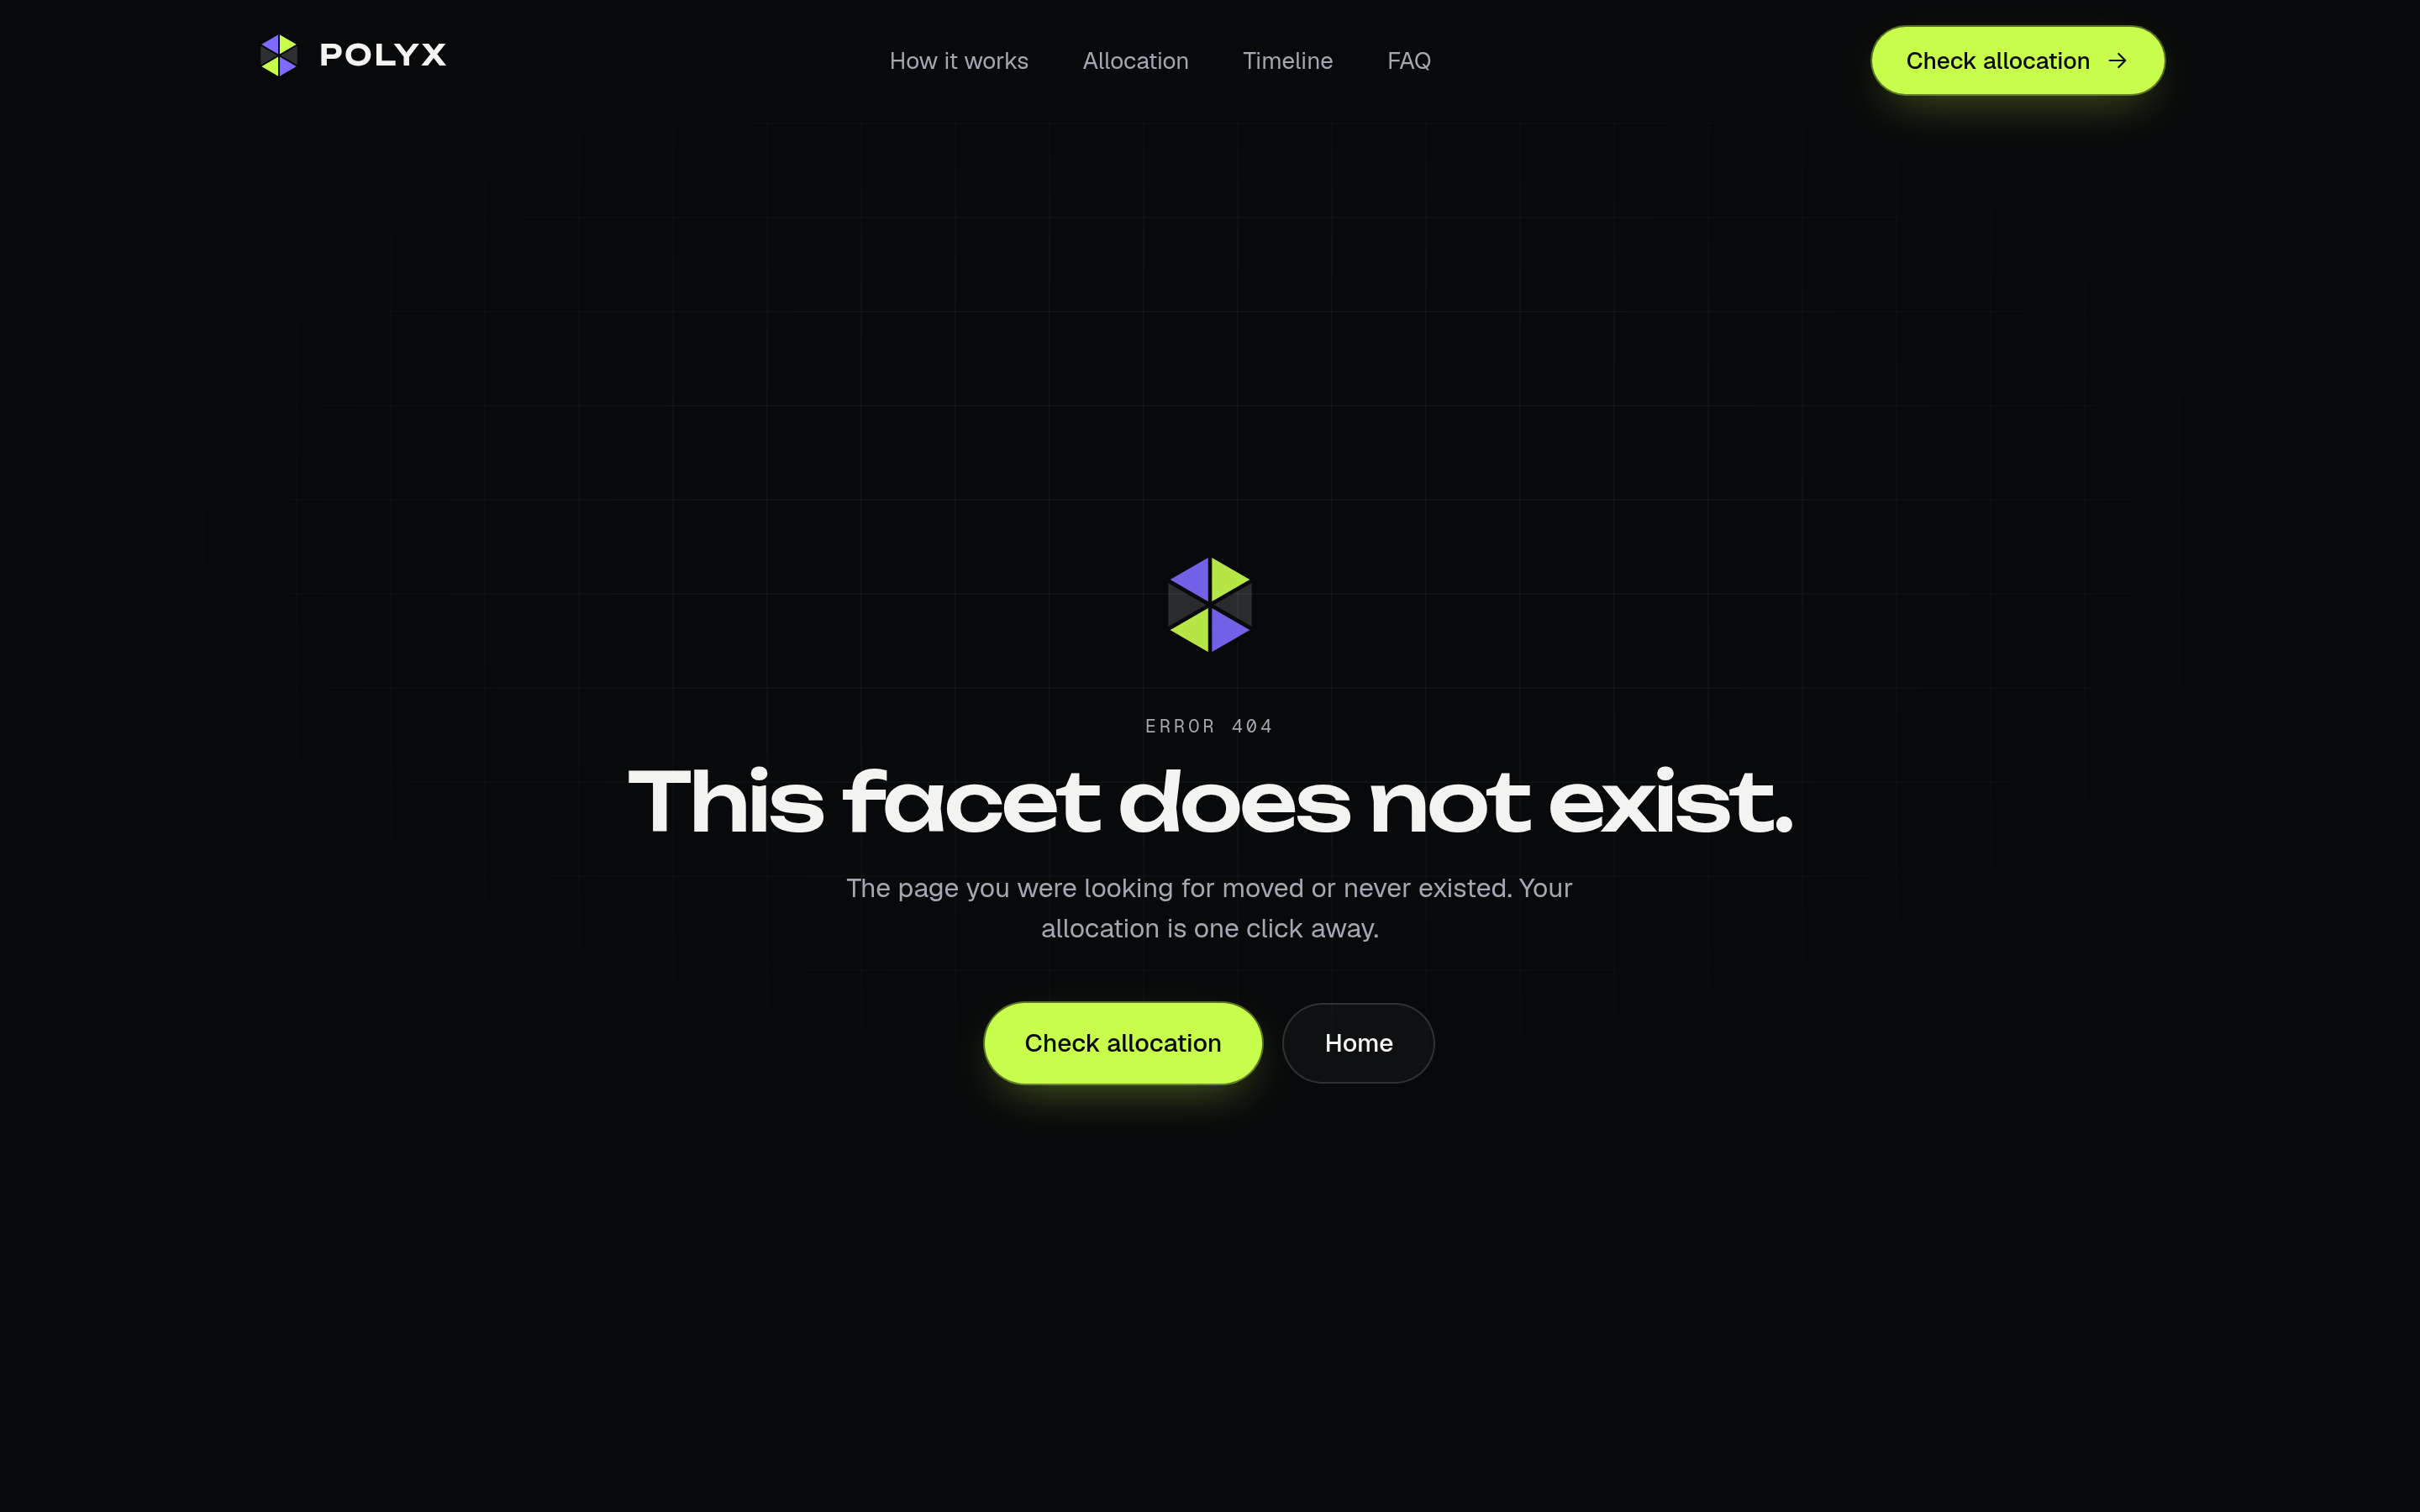 POLYX
How it works
Allocation
Timeline
FAQ
Check allocation →
ERROR 404
This facet does not exist.
The page you were looking for moved or never existed. Your
allocation is one click away.
Check allocation
Home